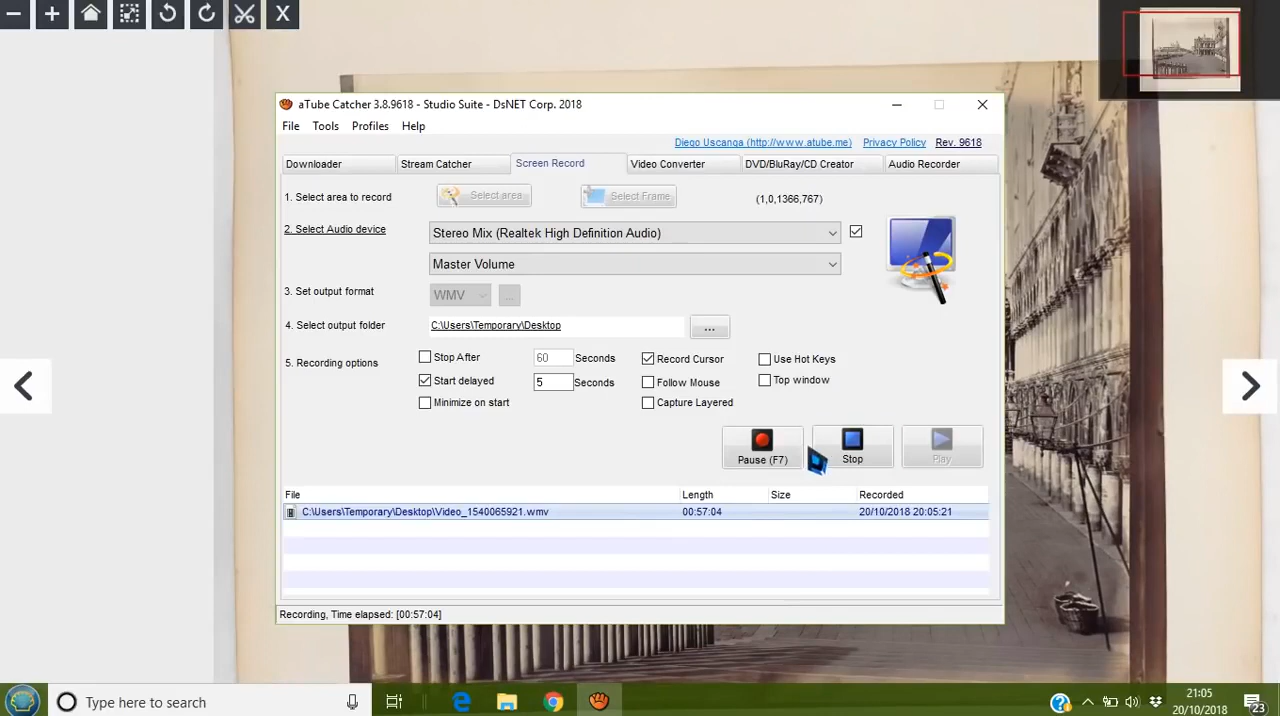 X
aTube Catcher 3.8.9618 - Studio Suite - DsNET Corp. 2018
File Tools Profiles Help
Diego Uscanga (http://www.atube.me) Privacy Policy Rev. 9618
Downloader Stream Catcher Screen Record Video Converter DVD/BluRay/CD Creator Audio Recorder
1. Select area to record Select area Select Frame (1,0,1366,767)
2. Select Audio device Stereo Mix (Realtek High Definition Audio)
Master Volume
3. Set output format WMV ...
4. Select output folder C:\Users\Temporary\Desktop ...
5. Recording options Stop After 60 Seconds Record Cursor Use Hot Keys
Start delayed 5 Seconds Follow Mouse Top window
Minimize on start Capture Layered
Pause (F7) Stop Play
File Length Size Recorded
C:\Users\Temporary\Desktop\Video_1540065921.wmv 00:57:04 20/10/2018 20:05:21
Recording, Time elapsed: [00:57:04]
Type here to search 21:05
20/10/2018 23